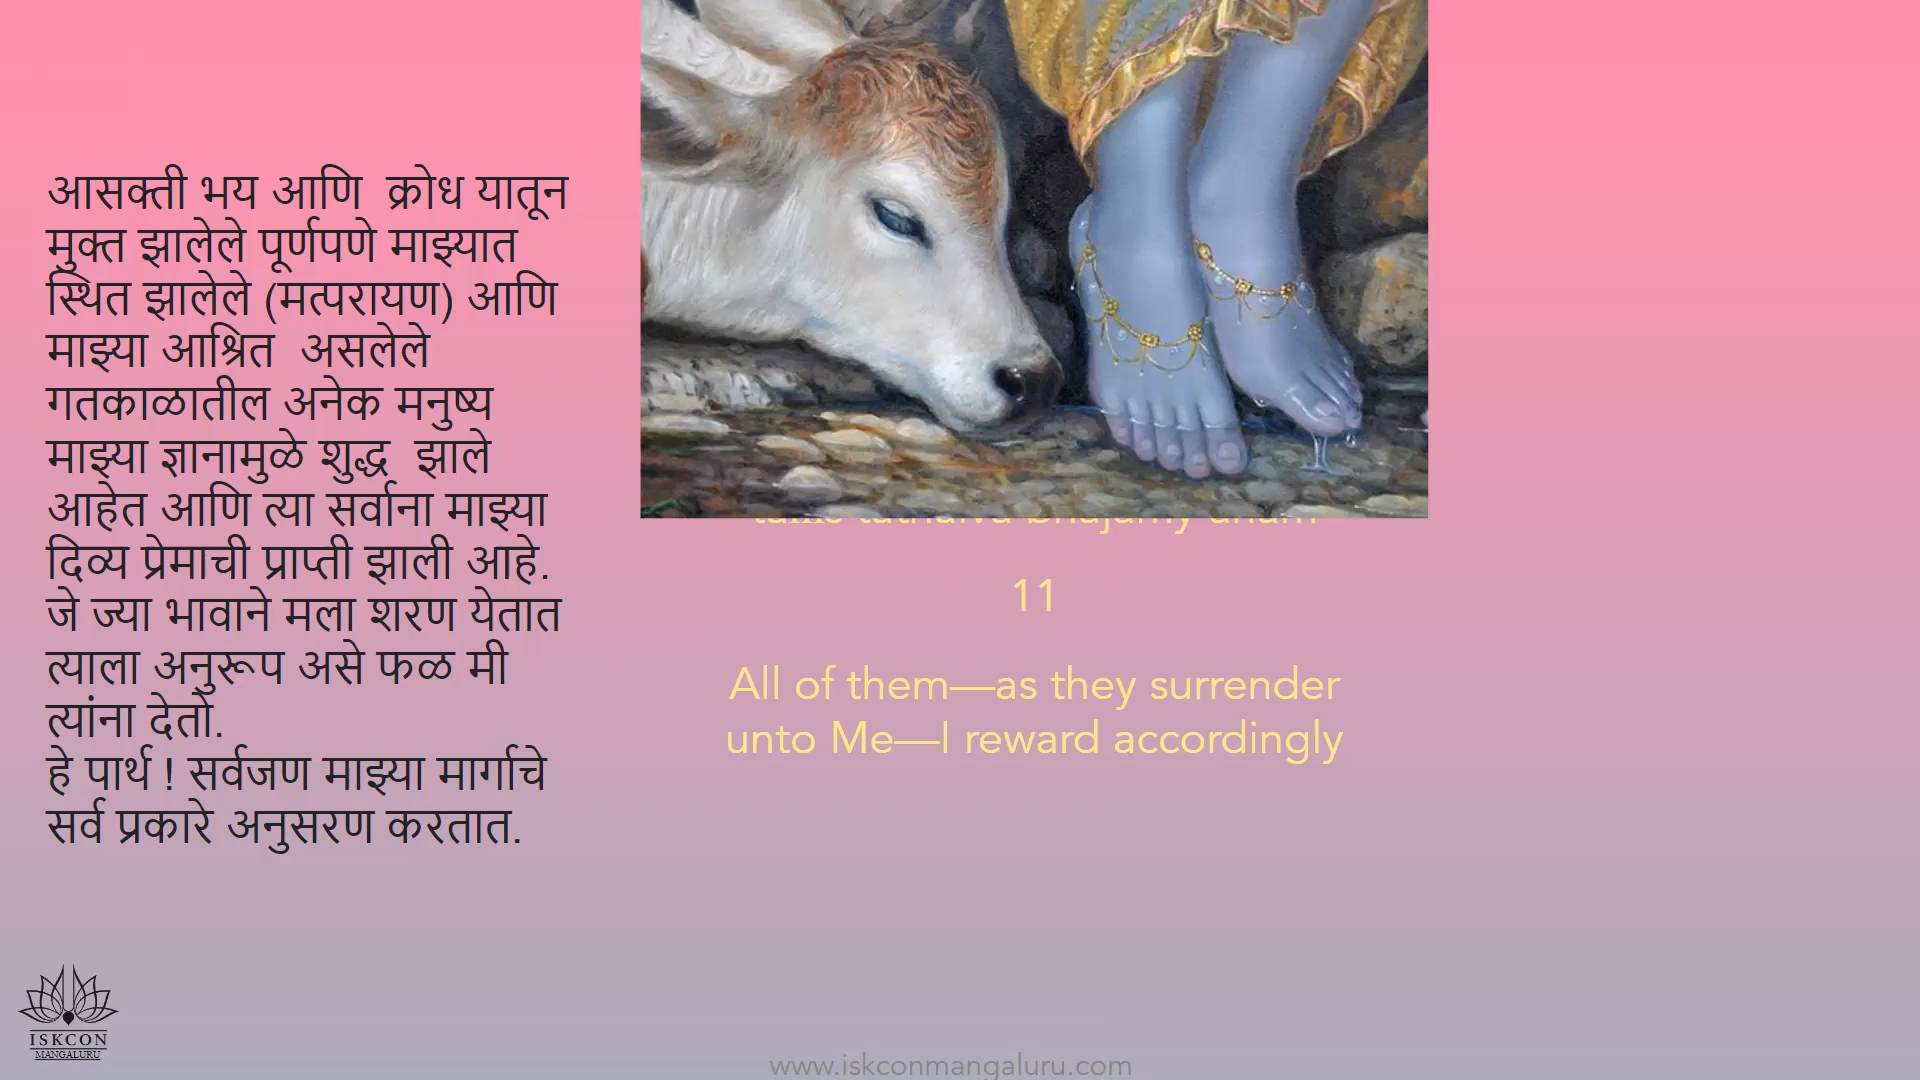 आसक्ती भय आणि क्रोध यातून
मुक्त झालेले पूर्णपणे माझ्यात
स्थित झालेले (मत्परायण) आणि
माझ्या आश्रित असलेले
गतकाळातील अनेक मनुष्य
माझ्या ज्ञानामुळे शुद्ध झाले
आहेत आणि त्या सर्वाना माझ्या
दिव्य प्रेमाची प्राप्ती झाली आहे.
जे ज्या भावाने मला शरण येतात
त्याला अनुरूप असे फळ मी
त्यांना देतो.
हे पार्थ ! सर्वजण माझ्या मार्गाचे
सर्व प्रकारे अनुसरण करतात.
11
All of them—as they surrender
unto Me—I reward accordingly
ISKCON
MANGALURU
www.iskconmangaluru.com